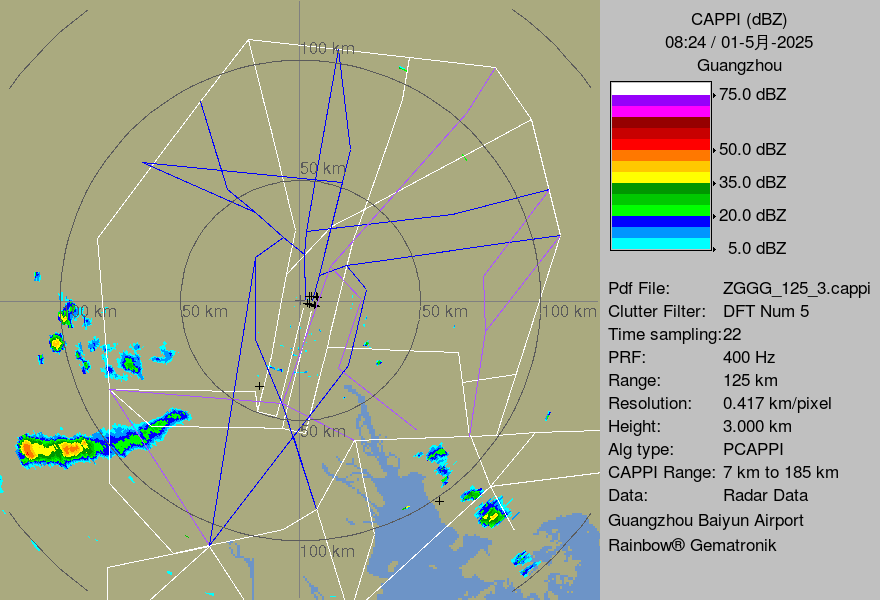 CAPPI (dBZ)
08:24 / 01-5月-2025
Guangzhou
75.0 dBZ
50.0 dBZ
35.0 dBZ
20.0 dBZ
5.0 dBZ
Pdf File: ZGGG_125_3.cappi
Clutter Filter: DFT Num 5
Time sampling:22
PRF: 400 Hz
Range: 125 km
Resolution: 0.417 km/pixel
Height: 3.000 km
Alg type: PCAPPI
CAPPI Range: 7 km to 185 km
Data: Radar Data
Guangzhou Baiyun Airport
Rainbow® Gematronik
100 km
50 km
100 km
50 km
50 km
100 km
50 km
100 km